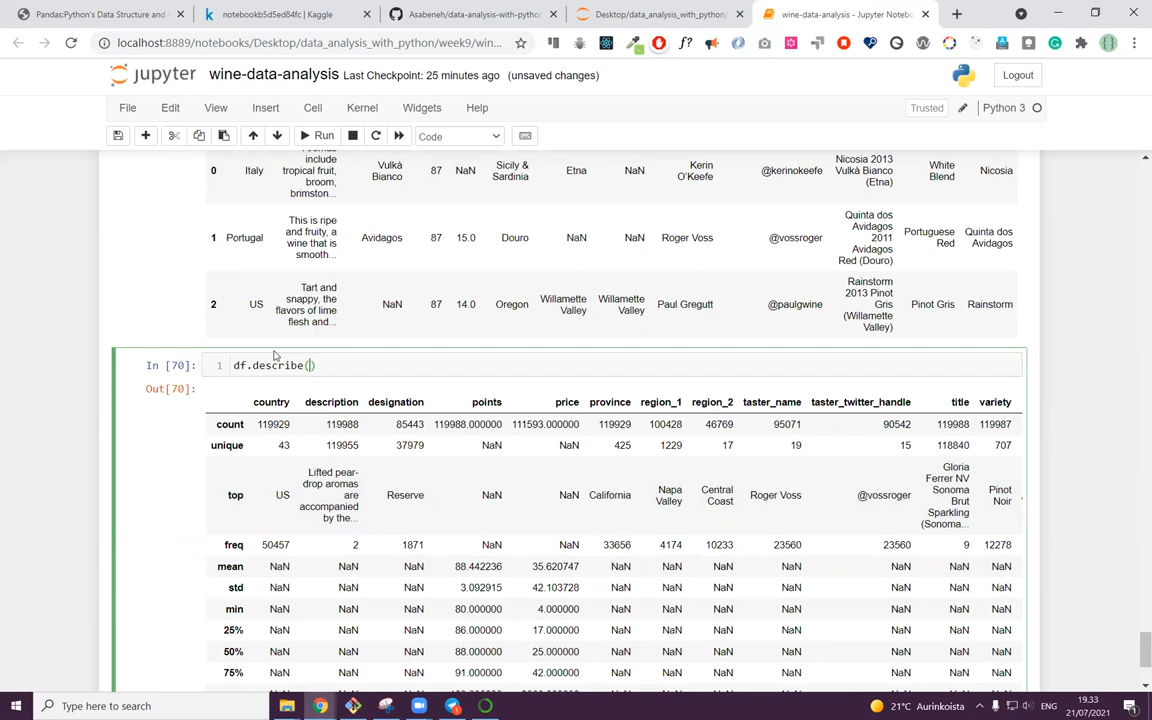 Pandas:Python's Data Structure and
notebookb5d5ed84fc | Kaggle
Asabeneh/data-analysis-with-python
Desktop/data_analysis_with_python/
wine-data-analysis - Jupyter Notebo
localhost:8889/notebooks/Desktop/data_analysis_with_python/week9/win...
jupyter wine-data-analysis Last Checkpoint: 25 minutes ago (unsaved changes) Logout
File Edit View Insert Cell Kernel Widgets Help Trusted Python 3
Run Code
include
0 Italy tropical fruit, broom, brimston... Vulkà Bianco 87 NaN Sicily & Sardinia Etna NaN Kerin O'Keefe @kerinokeefe Nicosia 2013 Vulkà Bianco (Etna) White Blend Nicosia
1 Portugal This is ripe and fruity, a wine that is smooth... Avidagos 87 15.0 Douro NaN NaN Roger Voss @vossroger Quinta dos Avidagos 2011 Avidagos Red (Douro) Portuguese Red Quinta dos Avidagos
2 US Tart and snappy, the flavors of lime flesh and... NaN 87 14.0 Oregon Willamette Valley Willamette Valley Paul Gregutt @paulgwine Rainstorm 2013 Pinot Gris (Willamette Valley) Pinot Gris Rainstorm
In [70]: 1 df.describe()
Out[70]:
country description designation points price province region_1 region_2 taster_name taster_twitter_handle title variety
count 119929 119988 85443 119988.000000 111593.000000 119929 100428 46769 95071 90542 119988 119987
unique 43 119955 37979 NaN NaN 425 1229 17 19 15 118840 707
top US Lifted pear-drop aromas are accompanied by the... Reserve NaN NaN California Napa Valley Central Coast Roger Voss @vossroger Gloria Ferrer NV Sonoma Brut Sparkling (Sonoma... Pinot Noir
freq 50457 2 1871 NaN NaN 33656 4174 10233 23560 23560 9 12278
mean NaN NaN NaN 88.442236 35.620747 NaN NaN NaN NaN NaN NaN NaN
std NaN NaN NaN 3.092915 42.103728 NaN NaN NaN NaN NaN NaN NaN
min NaN NaN NaN 80.000000 4.000000 NaN NaN NaN NaN NaN NaN NaN
25% NaN NaN NaN 86.000000 17.000000 NaN NaN NaN NaN NaN NaN NaN
50% NaN NaN NaN 88.000000 25.000000 NaN NaN NaN NaN NaN NaN NaN
75% NaN NaN NaN 91.000000 42.000000 NaN NaN NaN NaN NaN NaN NaN
Type here to search
21°C Aurinkoista ENG 19.33
21/07/2021